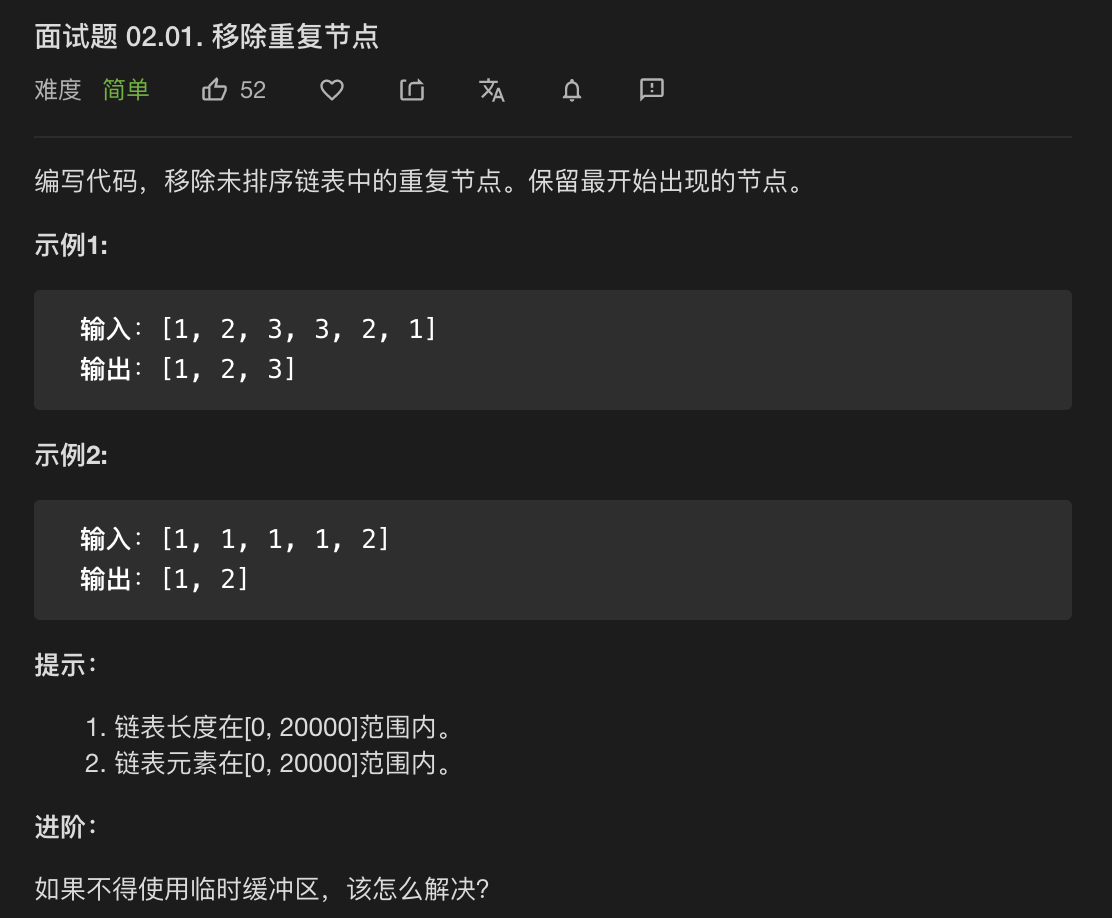 面试题 02.01. 移除重复节点
难度 简单 52
编写代码，移除未排序链表中的重复节点。保留最开始出现的节点。
示例1:
输入：[1, 2, 3, 3, 2, 1]
输出：[1, 2, 3]
示例2:
输入：[1, 1, 1, 1, 2]
输出：[1, 2]
提示：
1. 链表长度在[0, 20000]范围内。
2. 链表元素在[0, 20000]范围内。
进阶：
如果不得使用临时缓冲区，该怎么解决?